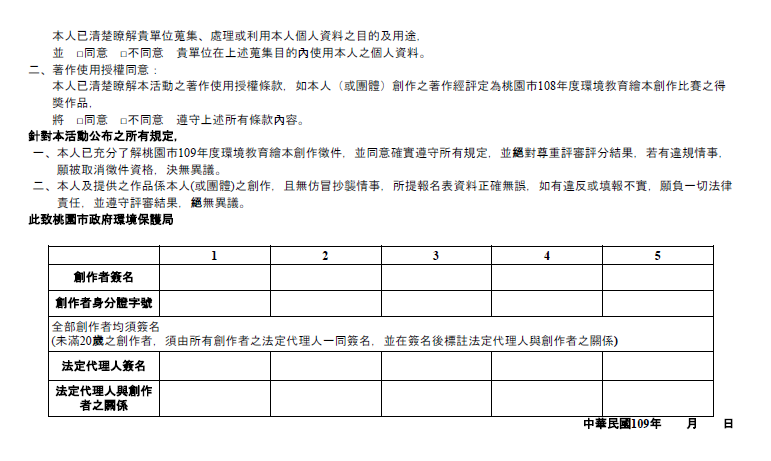 本人已清楚瞭解貴單位蒐集、處理或利用本人個人資料之目的及用途，
並 □同意 □不同意 貴單位在上述蒐集目的內使用本人之個人資料。
二、著作使用授權同意：
本人已清楚瞭解本活動之著作使用授權條款，如本人（或團體）創作之著作經評定為桃園市108年度環境教育繪本創作比賽之得
獎作品，
將 □同意 □不同意 遵守上述所有條款內容。
針對本活動公布之所有規定，
一、本人已充分了解桃園市109年度環境教育繪本創作徵件，並同意確實遵守所有規定，並絕對尊重評審評分結果，若有違規情事，
願被取消徵件資格，決無異議。
二、本人及提供之作品係本人(或團體)之創作，且無仿冒抄襲情事，所提報名表資料正確無誤，如有違反或填報不實，願負一切法律
責任，並遵守評審結果，絕無異議。
此致桃園市政府環境保護局
1 2 3 4 5
創作者簽名
創作者身分證字號
全部創作者均須簽名
(未滿20歲之創作者，須由所有創作者之法定代理人一同簽名，並在簽名後標註法定代理人與創作者之關係)
法定代理人簽名
法定代理人與創作
者之關係
中華民國109年 月 日